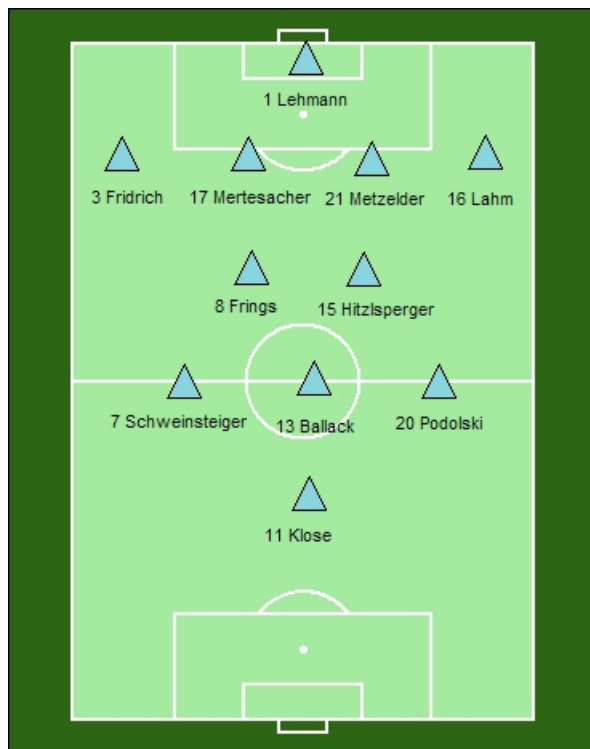 1 Lehmann
3 Fridrich
17 Mertesacher
21 Metzelder
16 Lahm
8 Frings
15 Hitzlsperger
7 Schweinsteiger
13 Ballack
20 Podolski
11 Klose